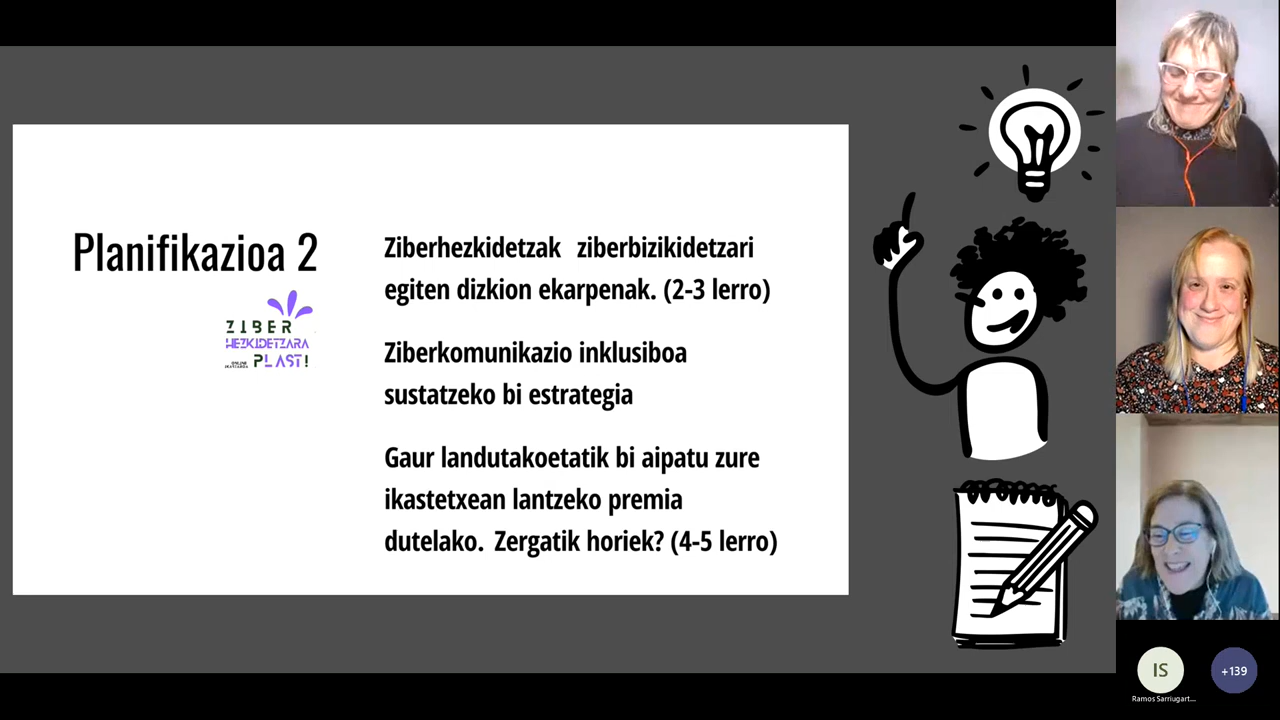 Planifikazioa 2
ZIBER
HEZKIDETZARA
PLAST!
Ziberhezkidetzak ziberbizikidetzari
egiten dizkion ekarpenak. (2-3 lerro)
Ziberkomunikazio inklusiboa
sustatzeko bi estrategia
Gaur landutakoetatik bi aipatu zure
ikastetxean lantzeko premia
dutelako. Zergatik horiek? (4-5 lerro)
IS
+139
Ramos Sarriugart...